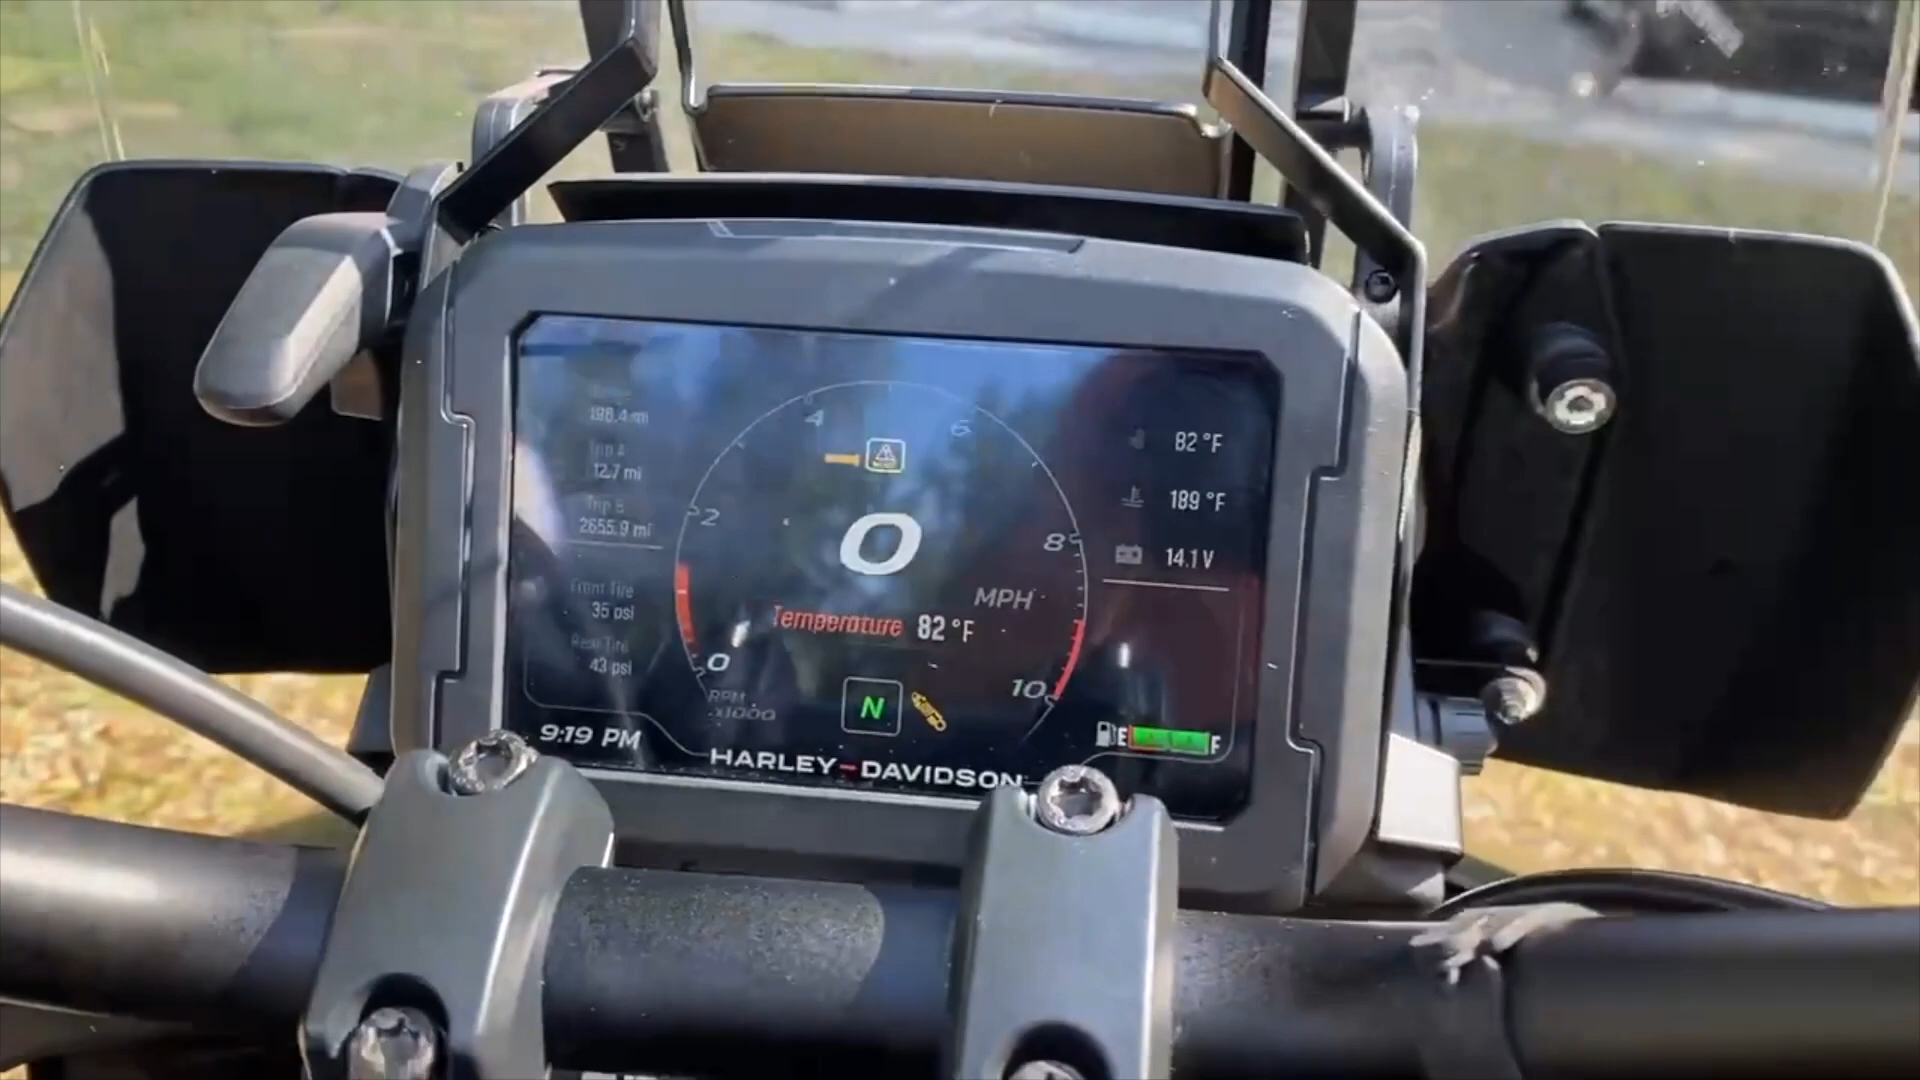 198.4 mi
Trip A
12.7 mi
Trip B
2655.9 mi
Front Tire
35 psi
Rear Tire
43 psi
9:19 PM
0
2
4
6
8
10
RPM
x1000
0
MPH
Temperature 82 °F
N
HARLEY-DAVIDSON
82 °F
189 °F
14.1 V
E F